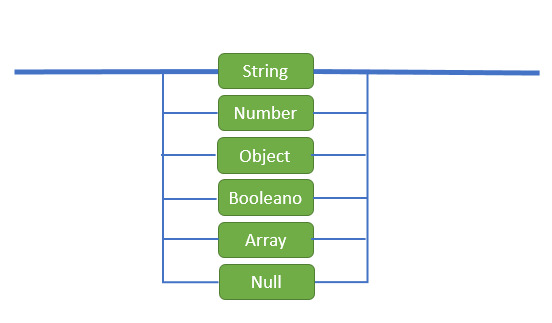 String
Number
Object
Booleano
Array
Null